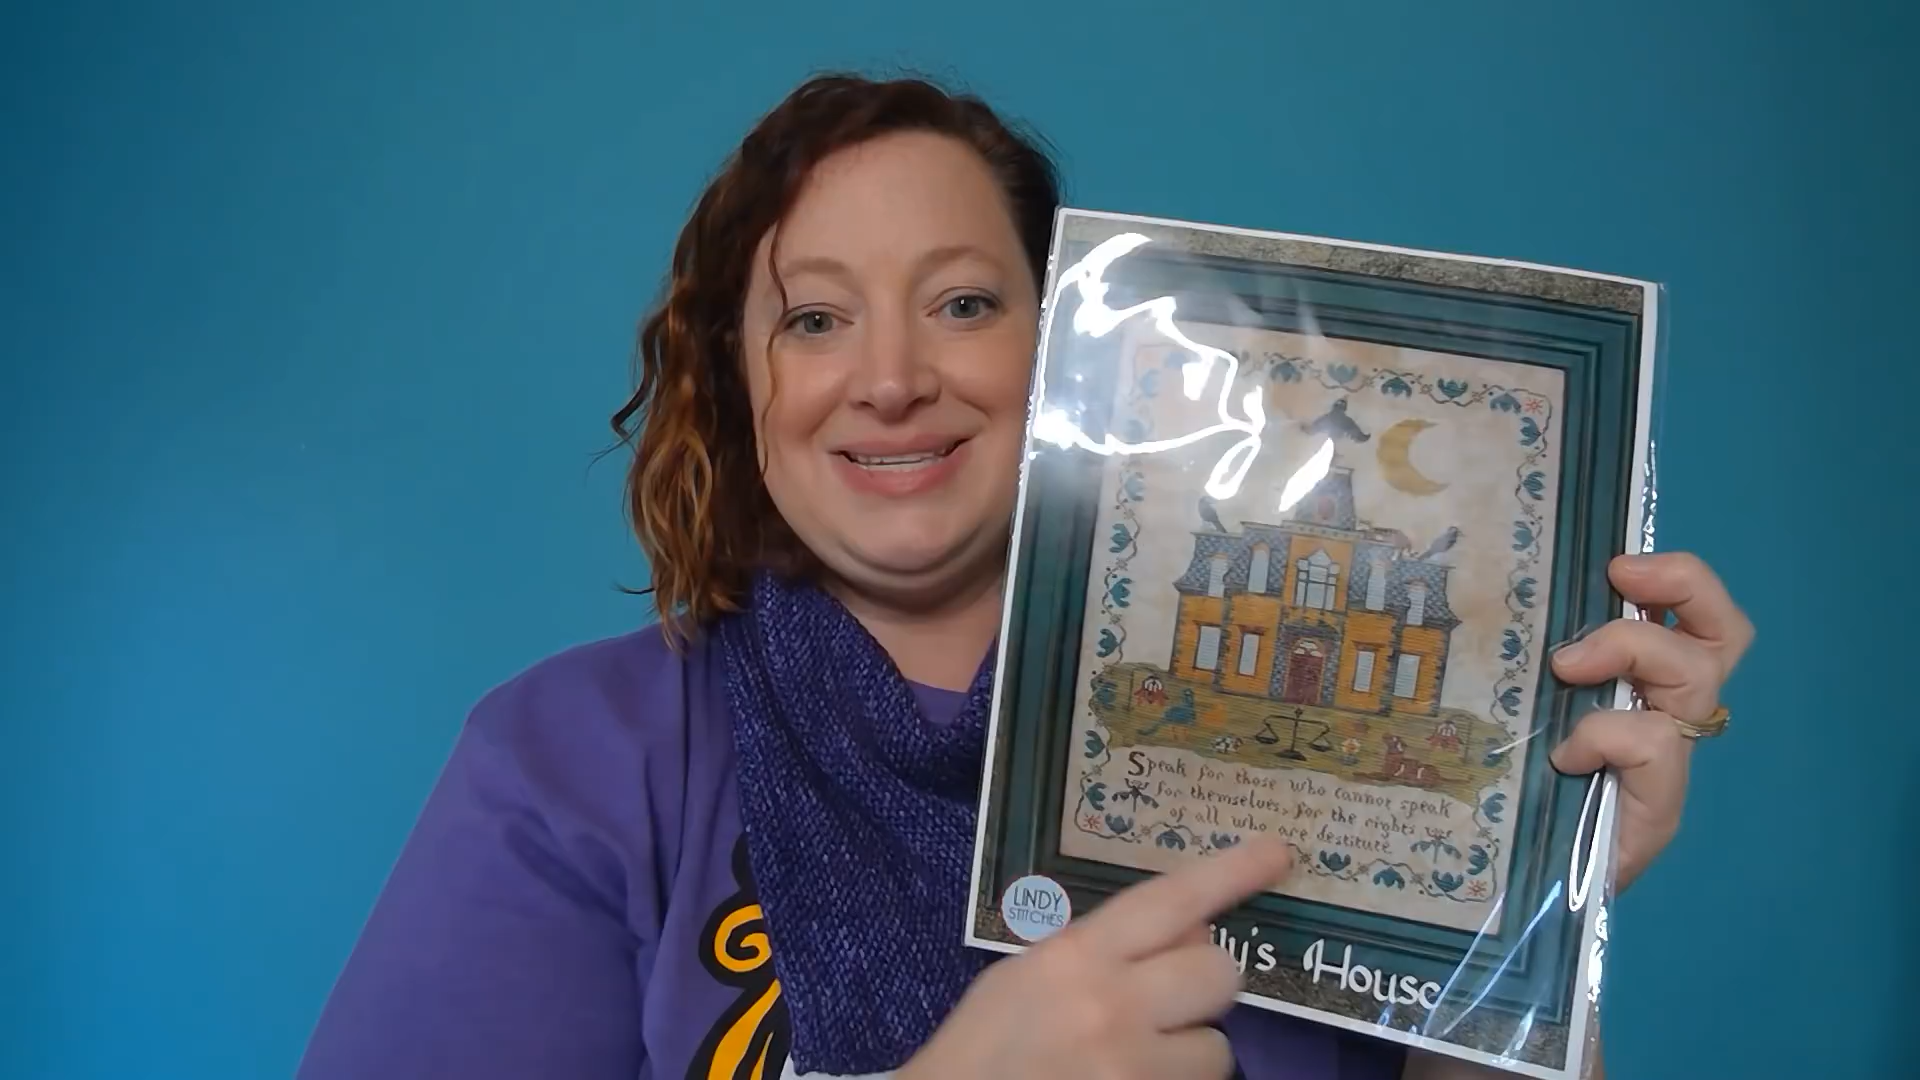 Speak for those who cannot speak
for themselves, for the rights
of all who are destitute.
LINDY
STITCHES
ily's House